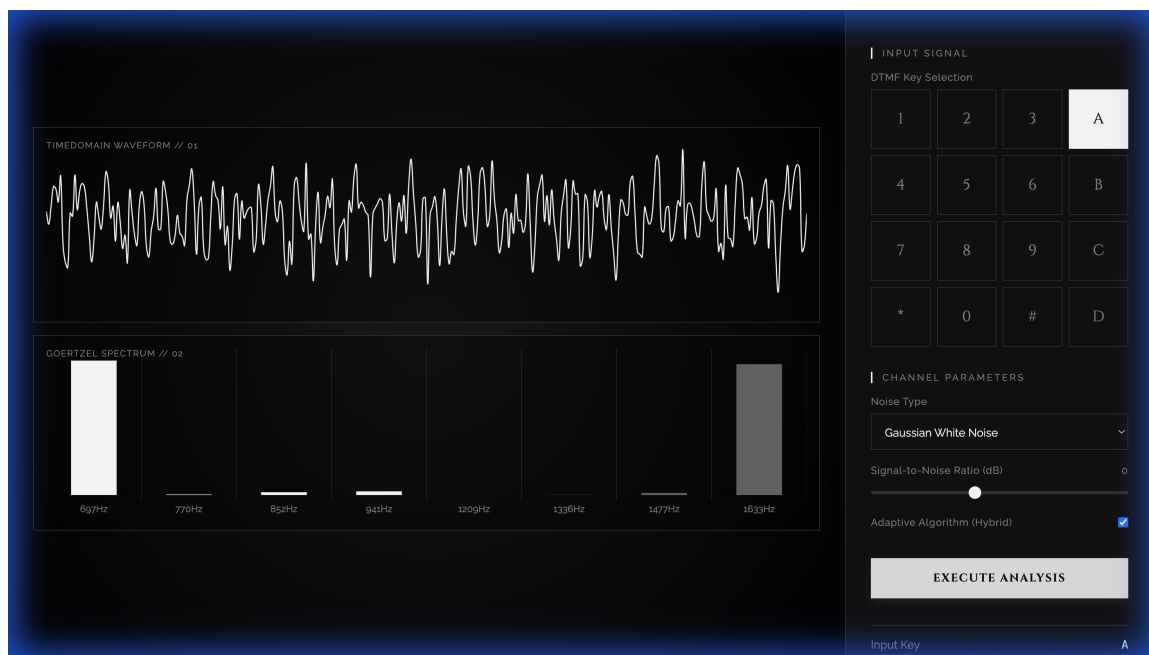 TIMEDOMAIN WAVEFORM // 01
GOERTZEL SPECTRUM // 02
697Hz 770Hz 852Hz 941Hz 1209Hz 1336Hz 1477Hz 1633Hz
INPUT SIGNAL
DTMF Key Selection
1 2 3 A
4 5 6 B
7 8 9 C
* 0 # D
CHANNEL PARAMETERS
Noise Type
Gaussian White Noise
Signal-to-Noise Ratio (dB) 0
Adaptive Algorithm (Hybrid)
EXECUTE ANALYSIS
Input Key A